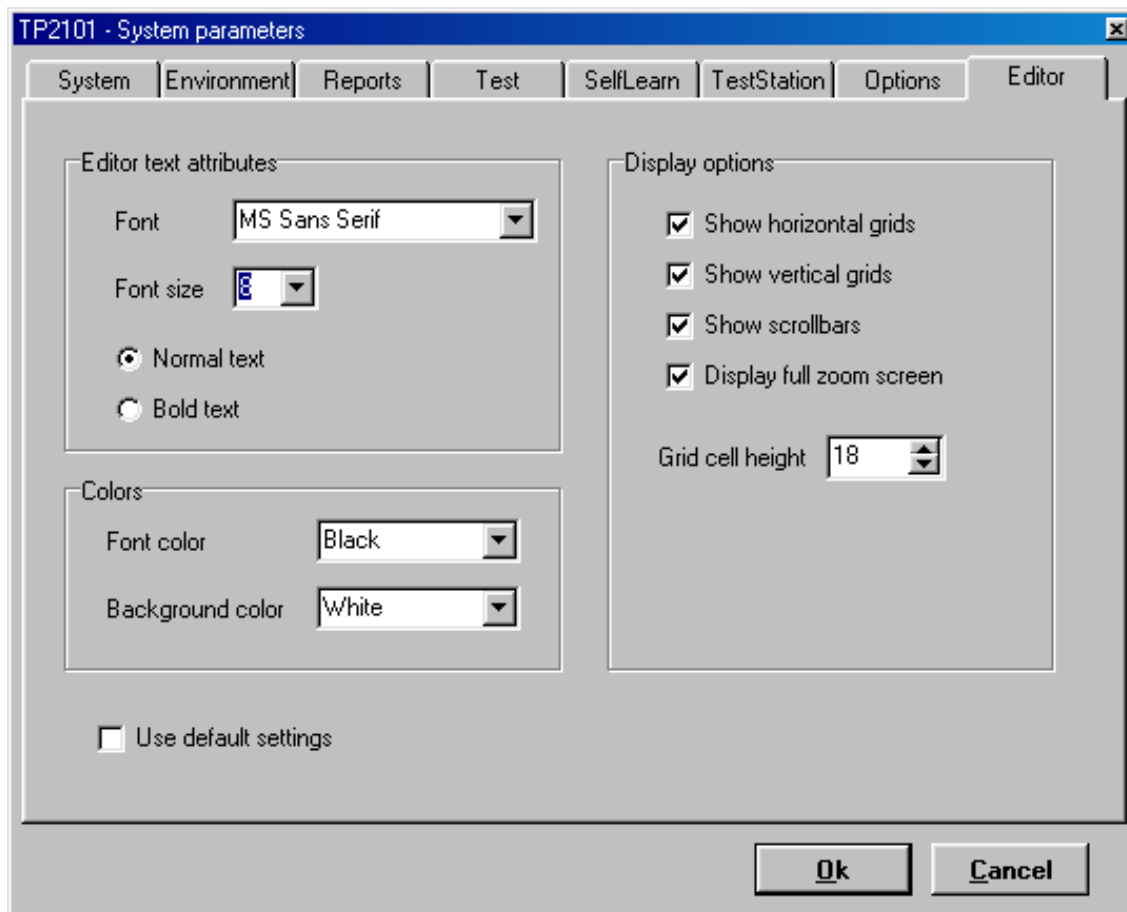 TP2101 - System parameters
System Environment Reports Test SelfLearn TestStation Options Editor
Editor text attributes
Font MS Sans Serif
Font size 8
Normal text
Bold text
Colors
Font color Black
Background color White
Use default settings
Display options
Show horizontal grids
Show vertical grids
Show scrollbars
Display full zoom screen
Grid cell height 18
Ok Cancel